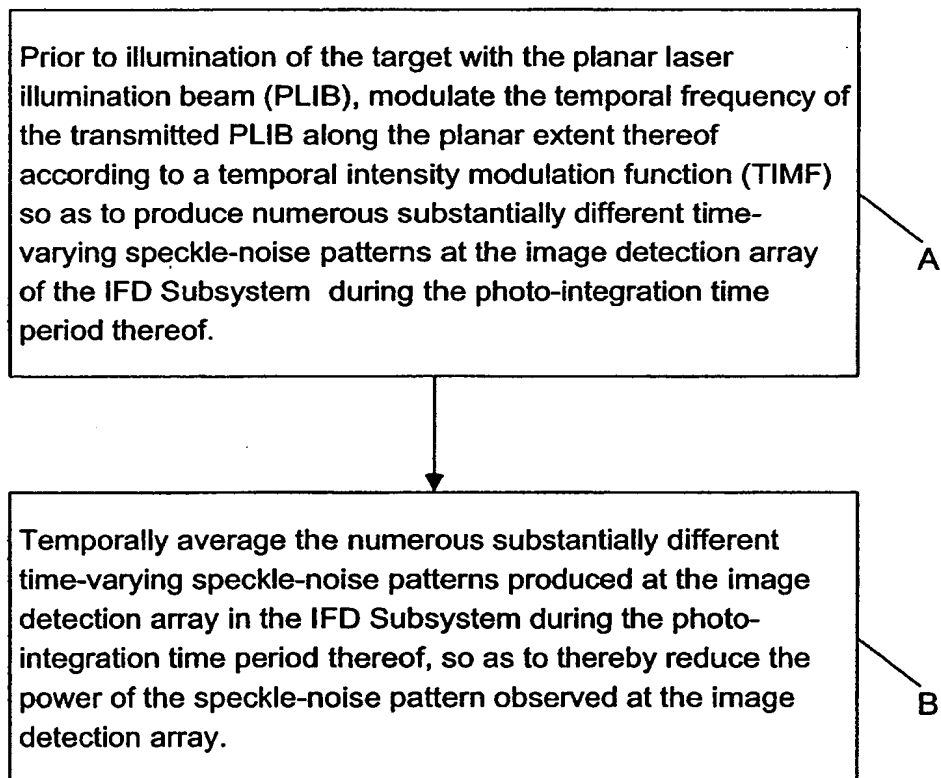 Prior to illumination of the target with the planar laser
illumination beam (PLIB), modulate the temporal frequency of
the transmitted PLIB along the planar extent thereof
according to a temporal intensity modulation function (TIMF)
so as to produce numerous substantially different time-
varying speckle-noise patterns at the image detection array
of the IFD Subsystem during the photo-integration time
period thereof.
A
Temporally average the numerous substantially different
time-varying speckle-noise patterns produced at the image
detection array in the IFD Subsystem during the photo-
integration time period thereof, so as to thereby reduce the
power of the speckle-noise pattern observed at the image
detection array.
B